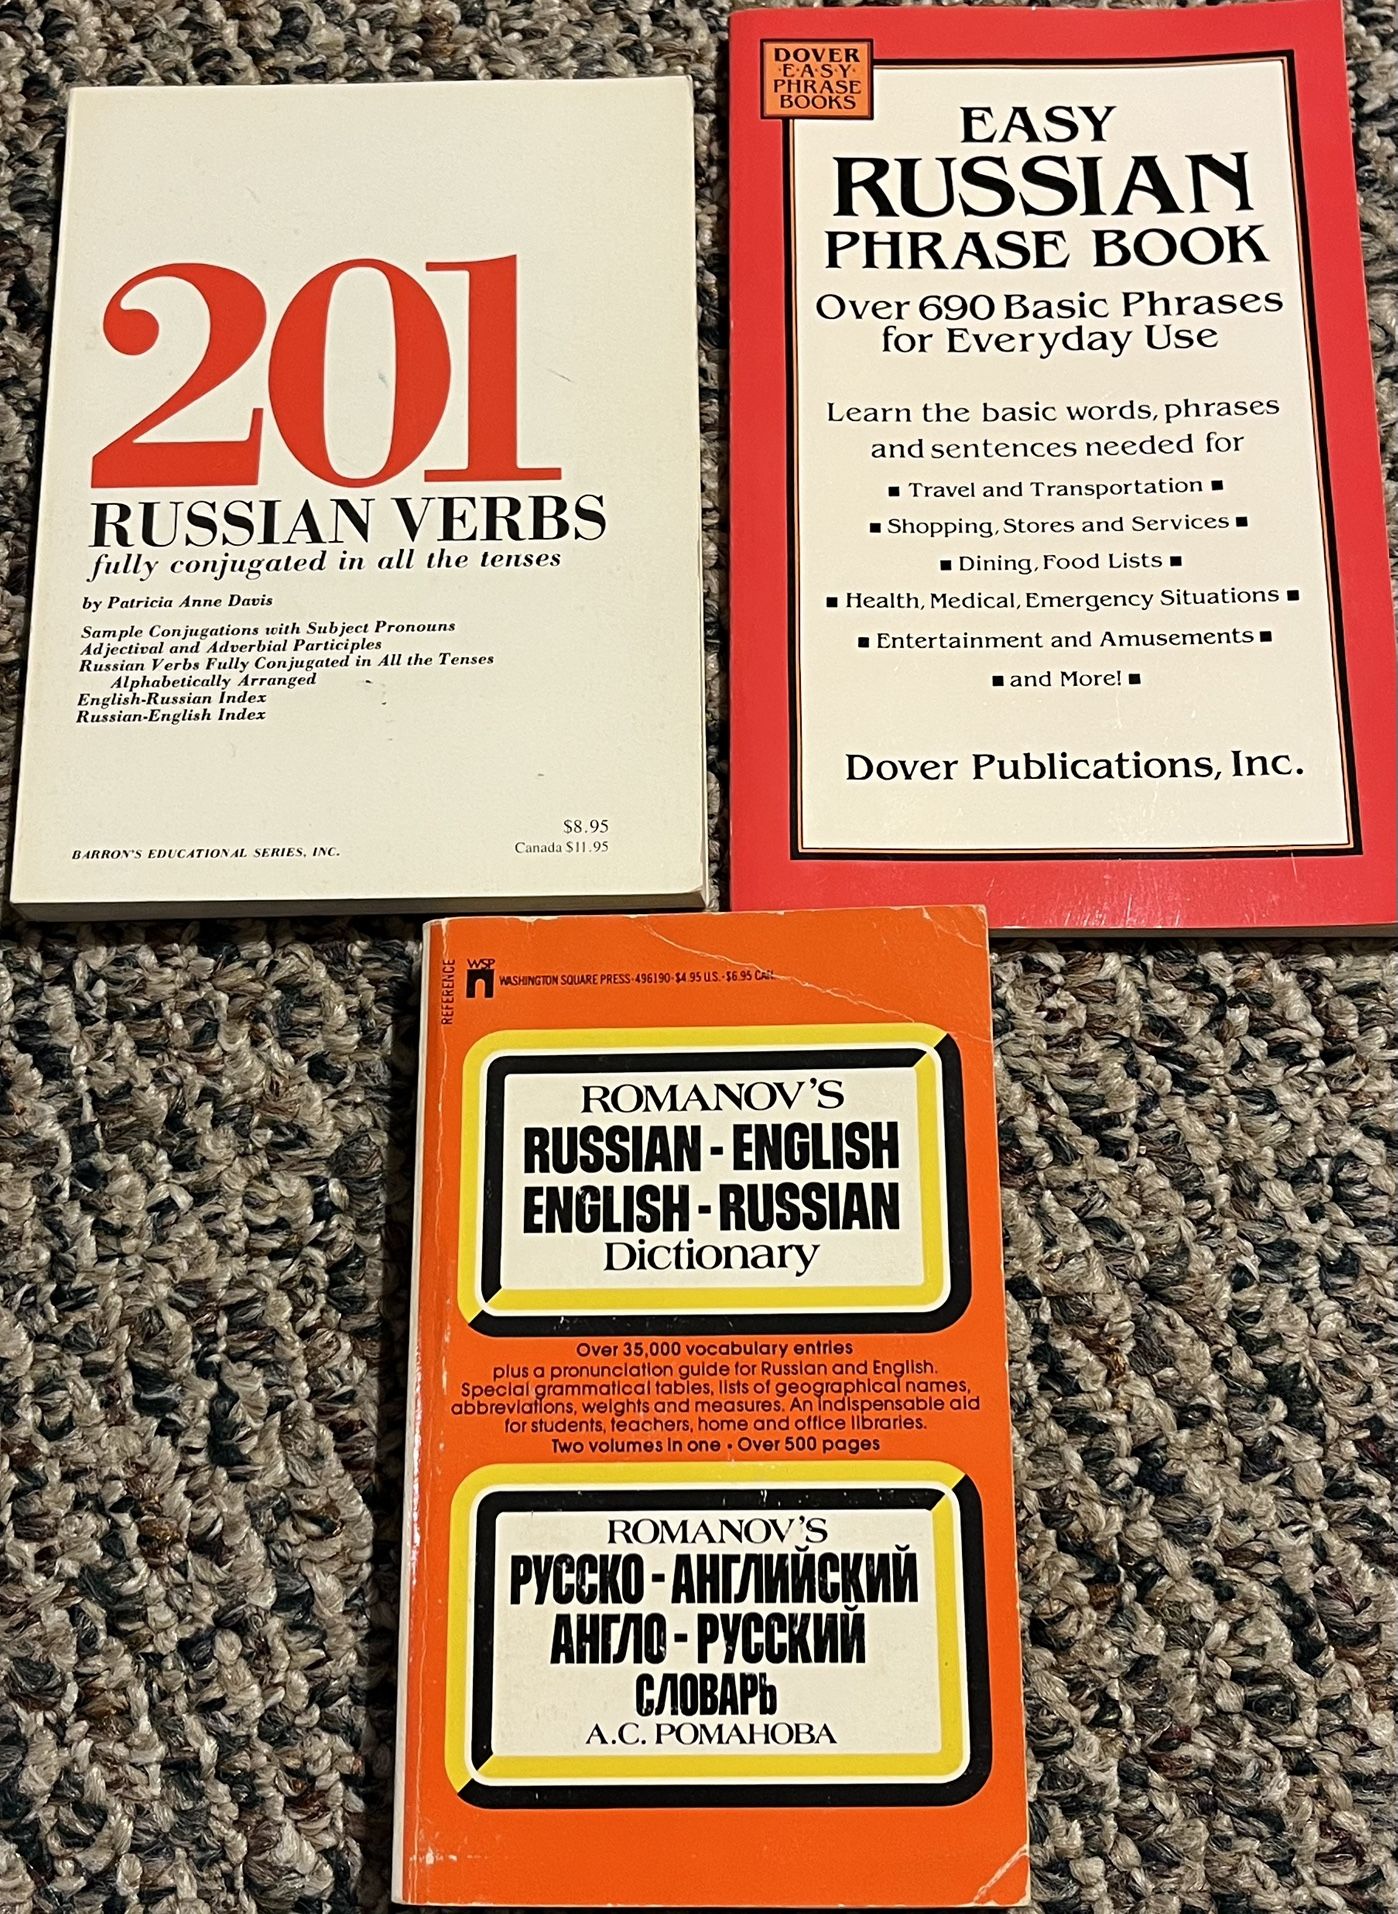 201
RUSSIAN VERBS
fully conjugated in all the tenses
by Patricia Anne Davis
Sample Conjugations with Subject Pronouns
Adjectival and Adverbial Participles
Russian Verbs Fully Conjugated in All the Tenses
Alphabetically Arranged
English-Russian Index
Russian-English Index
$8.95
Canada $11.95
BARRON'S EDUCATIONAL SERIES, INC.
DOVER
·E·A·S·Y·
PHRASE
BOOKS
EASY
RUSSIAN
PHRASE BOOK
Over 690 Basic Phrases
for Everyday Use
Learn the basic words, phrases
and sentences needed for
■ Travel and Transportation ■
■ Shopping, Stores and Services ■
■ Dining, Food Lists ■
■ Health, Medical, Emergency Situations ■
■ Entertainment and Amusements ■
■ and More! ■
Dover Publications, Inc.
REFERENCE
WSP
WASHINGTON SQUARE PRESS·496190·$4.95 U.S.·$6.95 CAN.
ROMANOV'S
RUSSIAN-ENGLISH
ENGLISH-RUSSIAN
Dictionary
Over 35,000 vocabulary entries
plus a pronunciation guide for Russian and English.
Special grammatical tables, lists of geographical names,
abbreviations, weights and measures. An indispensable aid
for students, teachers, home and office libraries.
Two volumes in one • Over 500 pages
ROMANOV'S
РУССКО-АНГЛИЙСКИЙ
АНГЛО-РУССКИЙ
СЛОВАРЬ
А.С. РОМАНОВА